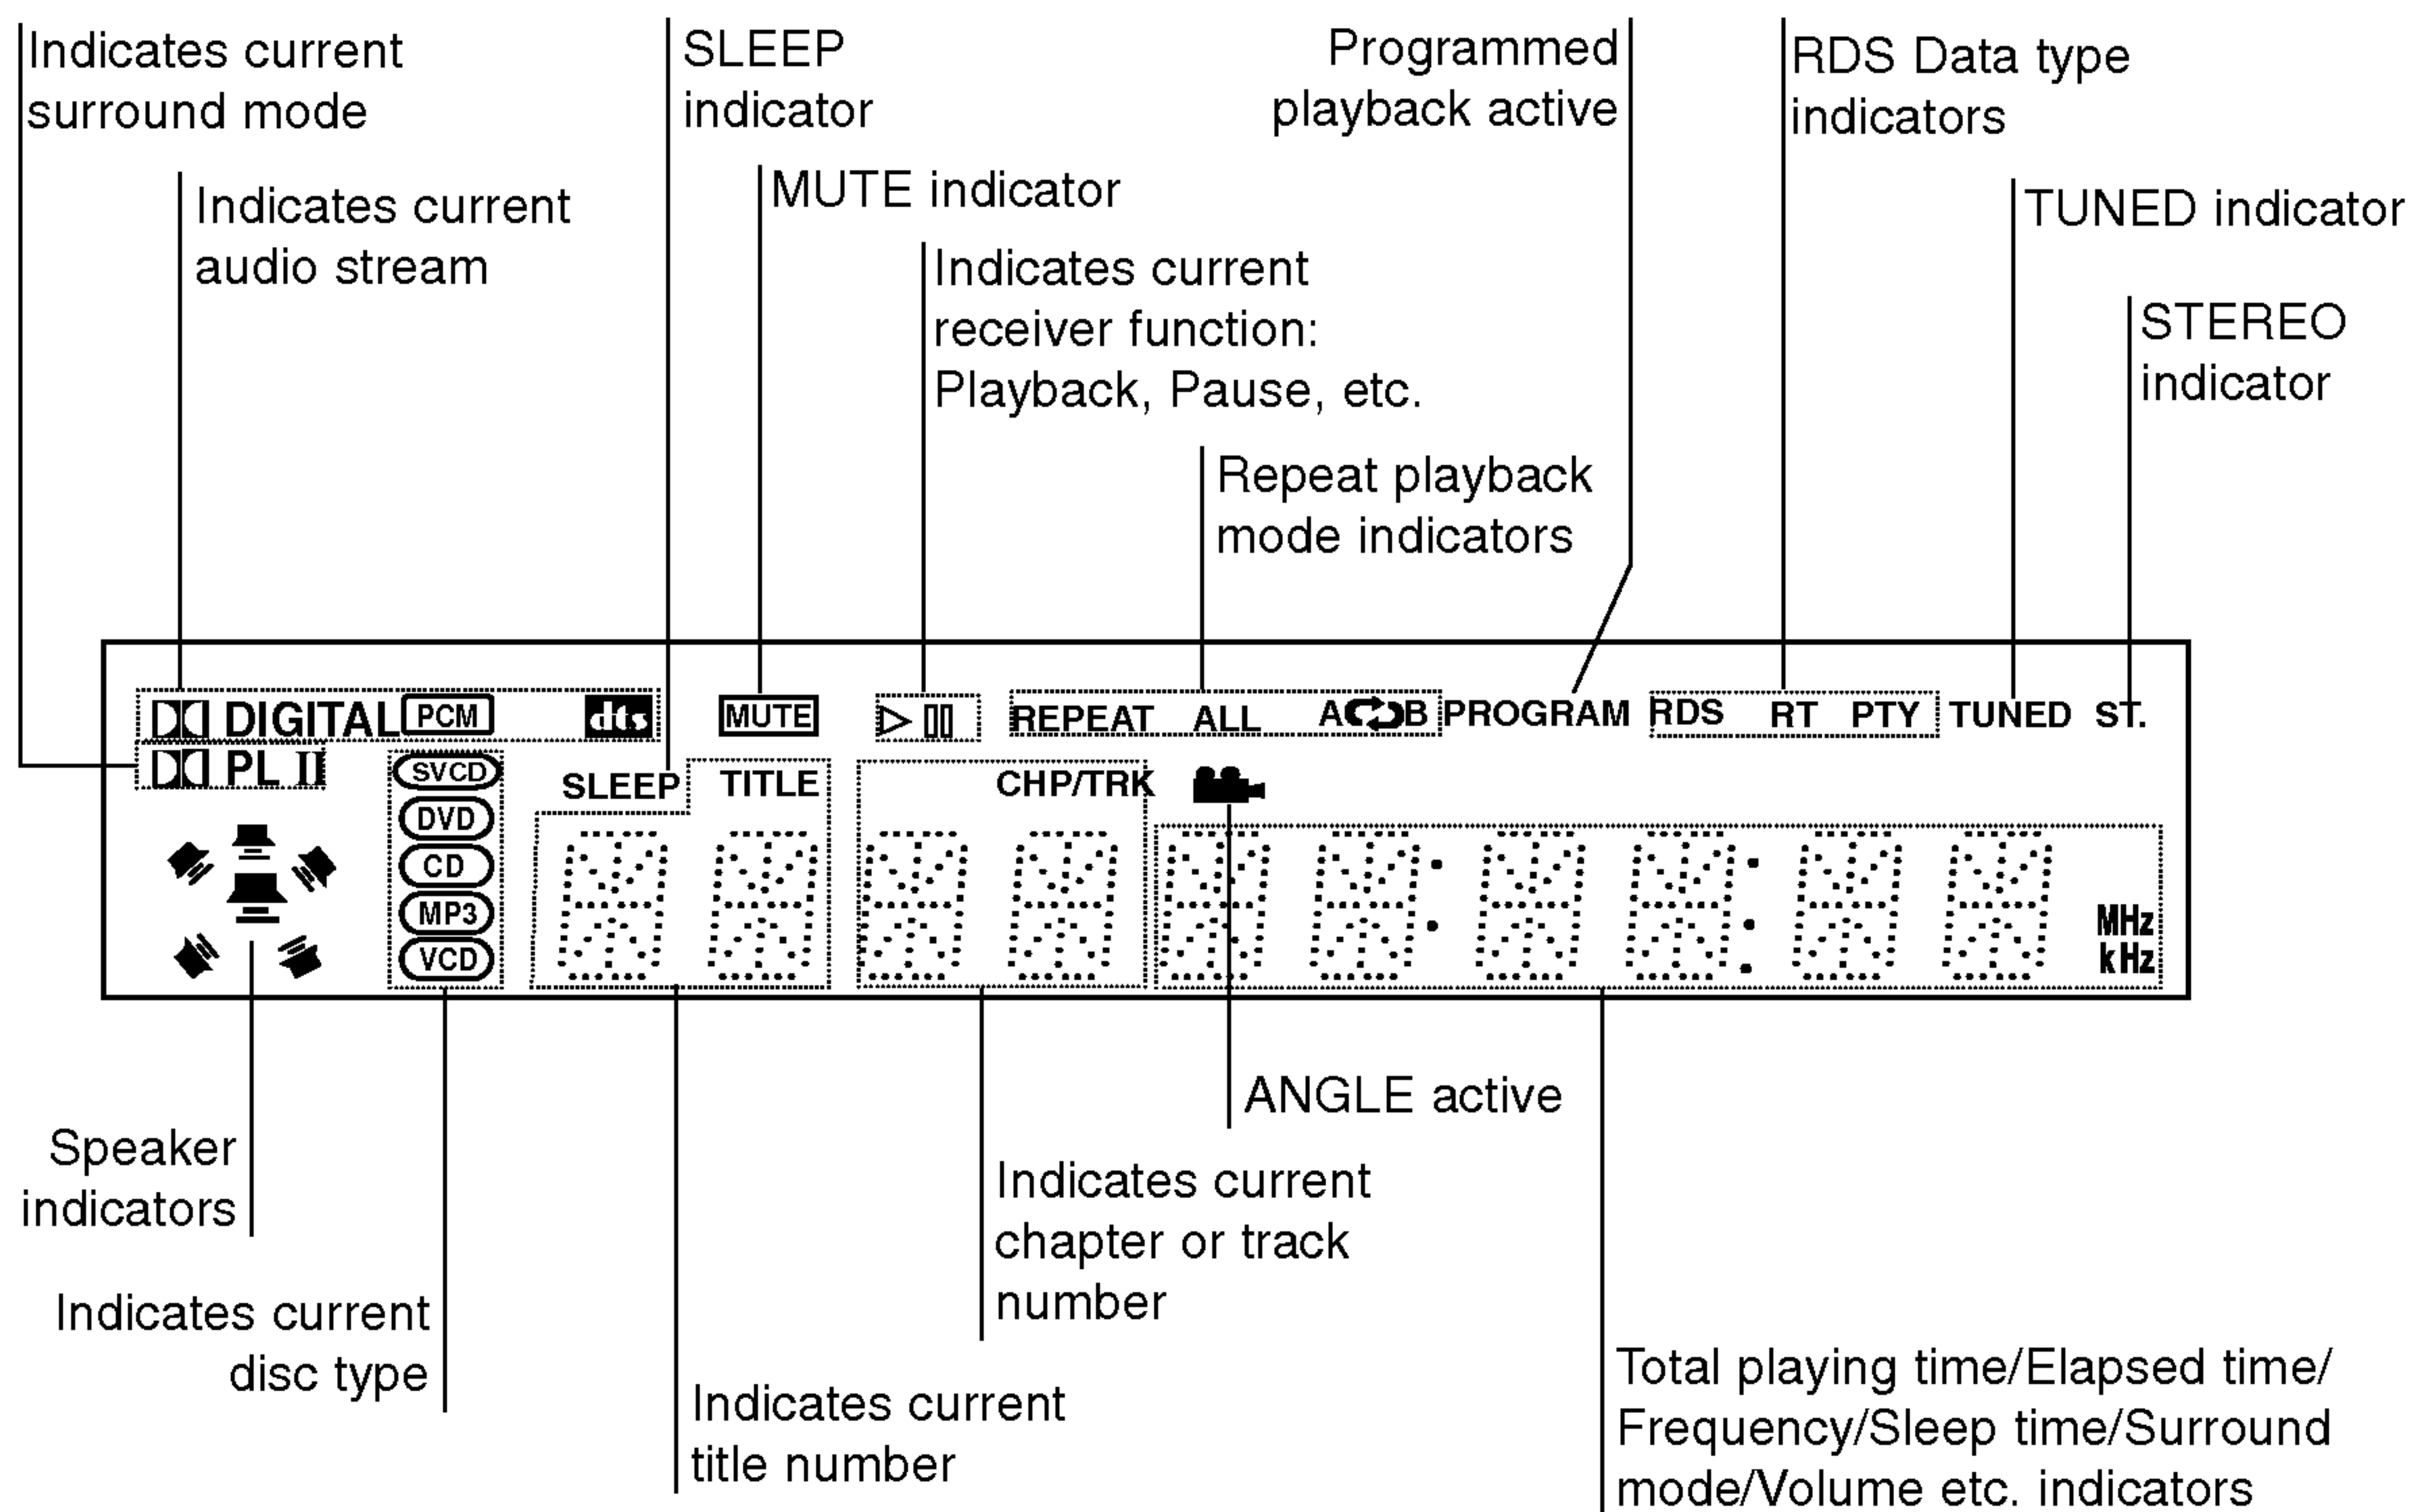 Indicates current
surround mode
SLEEP
indicator
Programmed
playback active
RDS Data type
indicators
Indicates current
audio stream
MUTE indicator
TUNED indicator
Indicates current
receiver function:
Playback, Pause, etc.
STEREO
indicator
Repeat playback
mode indicators
DIGITAL PCM dts MUTE REPEAT ALL A B PROGRAM RDS RT PTY TUNED ST.
PL II
SVCD
SLEEP TITLE CHP/TRK
DVD
CD
MP3
VCD
MHz
kHz
ANGLE active
Speaker
indicators
Indicates current
chapter or track
number
Indicates current
disc type
Indicates current
title number
Total playing time/Elapsed time/
Frequency/Sleep time/Surround
mode/Volume etc. indicators